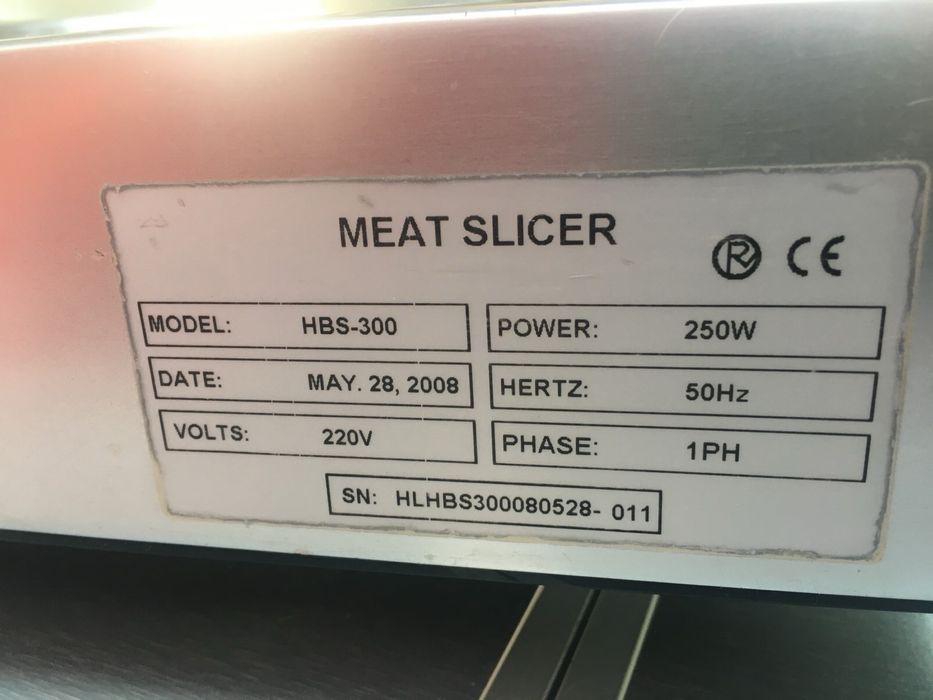 MEAT SLICER
CE
MODEL: HBS-300
POWER: 250W
DATE: MAY. 28, 2008
HERTZ: 50Hz
VOLTS: 220V
PHASE: 1PH
SN: HLHBS300080528- 011